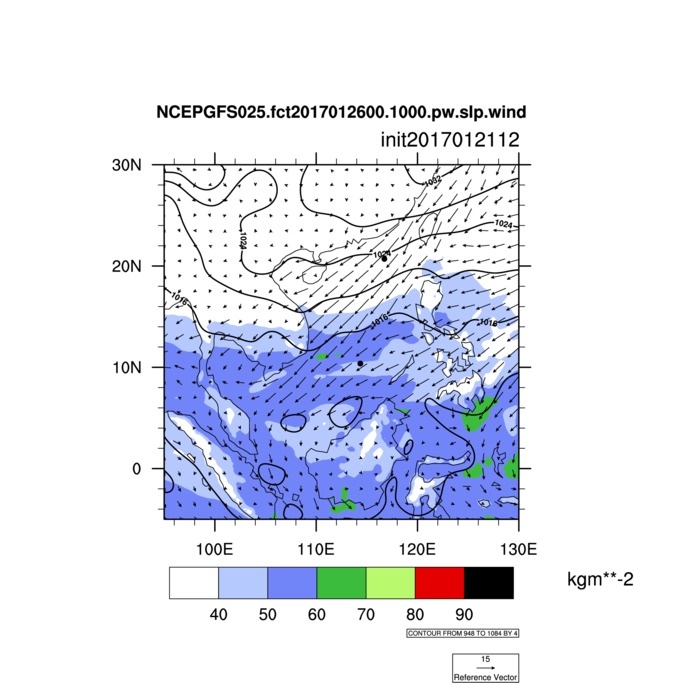 NCEPGFS025.fct2017012600.1000.pw.slp.wind
init2017012112
30N
20N
10N
0
1032
1024
1024
1024
1016
1016
1016
100E 110E 120E 130E
40 50 60 70 80 90
kgm**-2
CONTOUR FROM 948 TO 1084 BY 4
15
Reference Vector